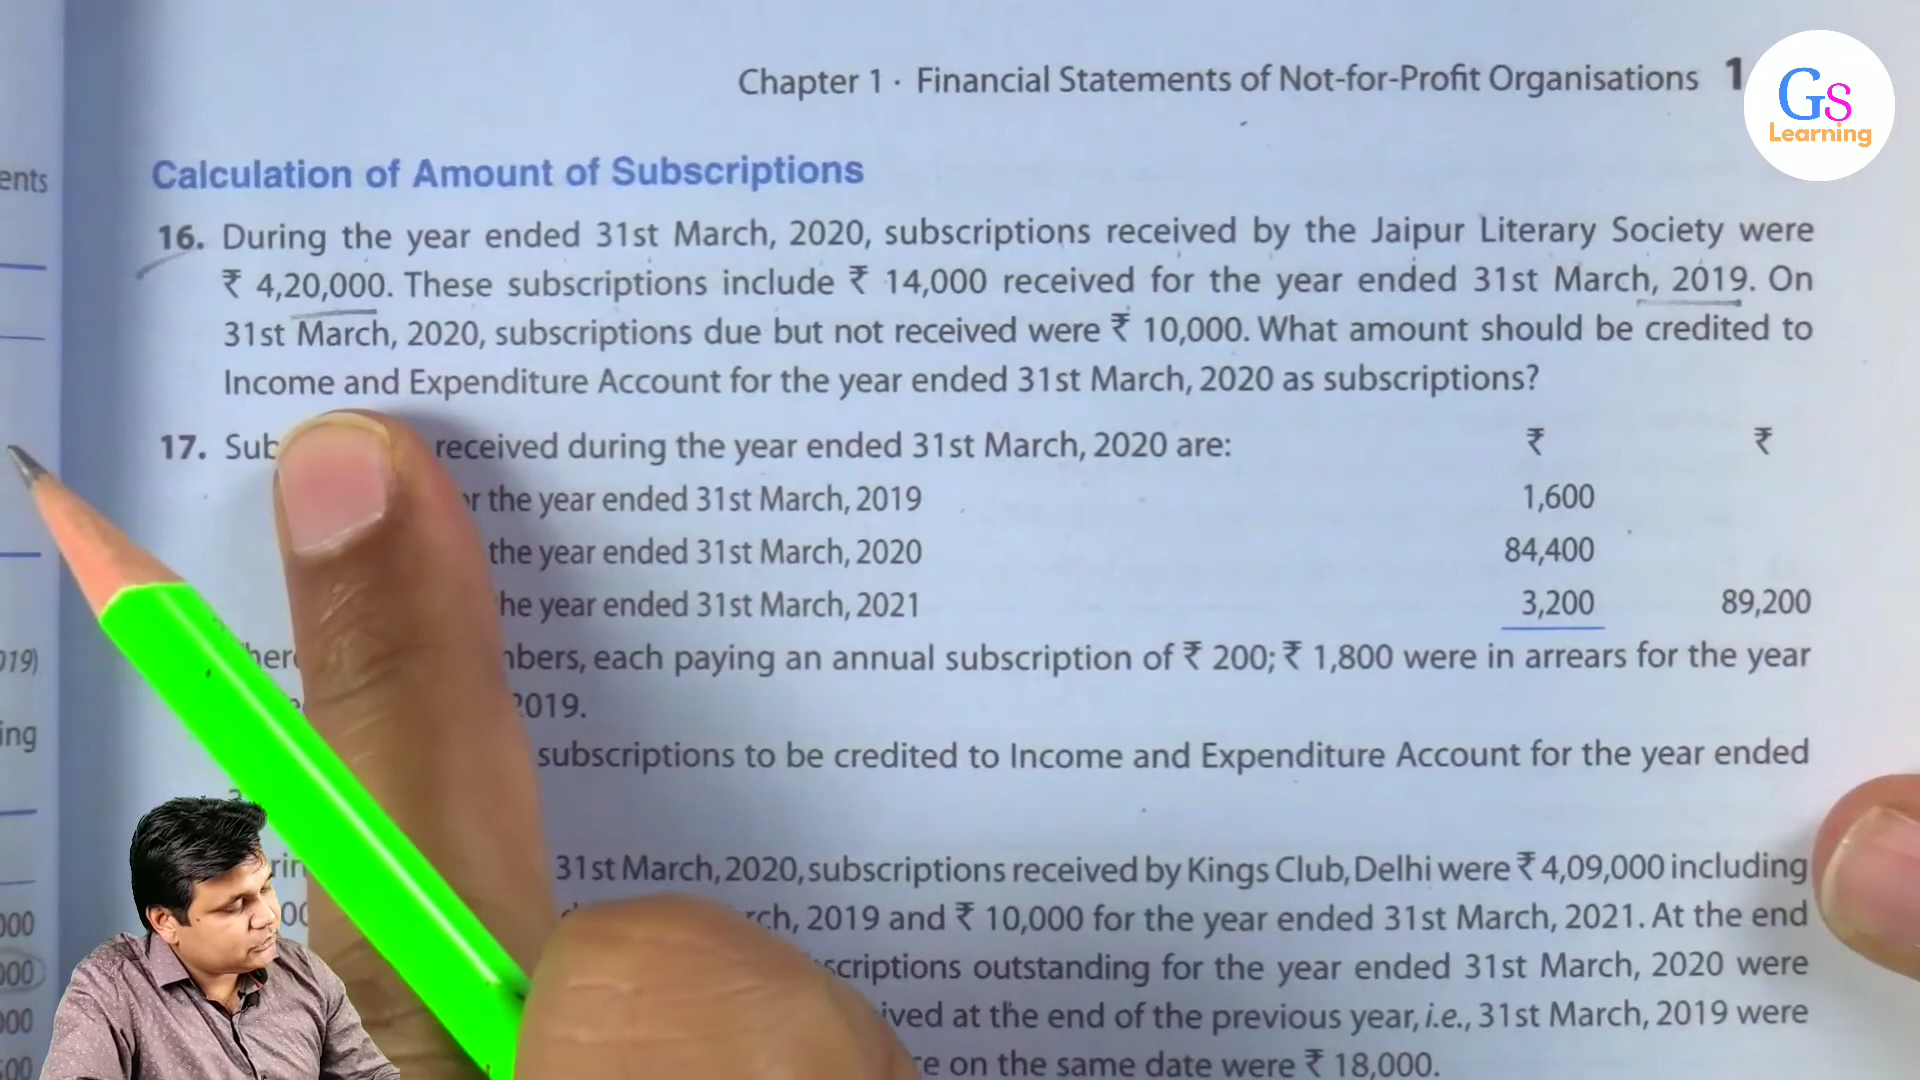 Chapter 1 · Financial Statements of Not-for-Profit Organisations 1
Gs
Learning
Calculation of Amount of Subscriptions
16. During the year ended 31st March, 2020, subscriptions received by the Jaipur Literary Society were
₹ 4,20,000. These subscriptions include ₹ 14,000 received for the year ended 31st March, 2019. On
31st March, 2020, subscriptions due but not received were ₹ 10,000. What amount should be credited to
Income and Expenditure Account for the year ended 31st March, 2020 as subscriptions?
17. received during the year ended 31st March, 2020 are: ₹ ₹
the year ended 31st March, 2019 1,600
the year ended 31st March, 2020 84,400
year ended 31st March, 2021 3,200 89,200
each paying an annual subscription of ₹ 200; ₹ 1,800 were in arrears for the year
2019.
subscriptions to be credited to Income and Expenditure Account for the year ended
31st March, 2020, subscriptions received by Kings Club, Delhi were ₹ 4,09,000 including
2019 and ₹ 10,000 for the year ended 31st March, 2021. At the end
outstanding for the year ended 31st March, 2020 were
at the end of the previous year, i.e., 31st March, 2019 were
on the same date were ₹ 18,000.